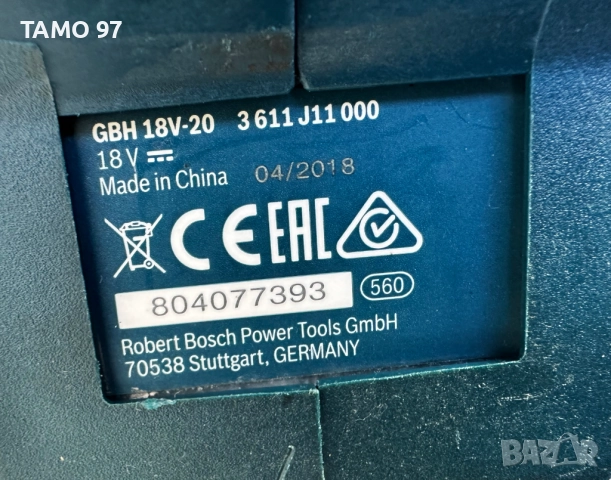 TAMO 97
GBH 18V-20 3 611 J11 000
18 V
Made in China 04/2018
CE EAC
804077393 560
Robert Bosch Power Tools GmbH
70538 Stuttgart, GERMANY
BAZAR